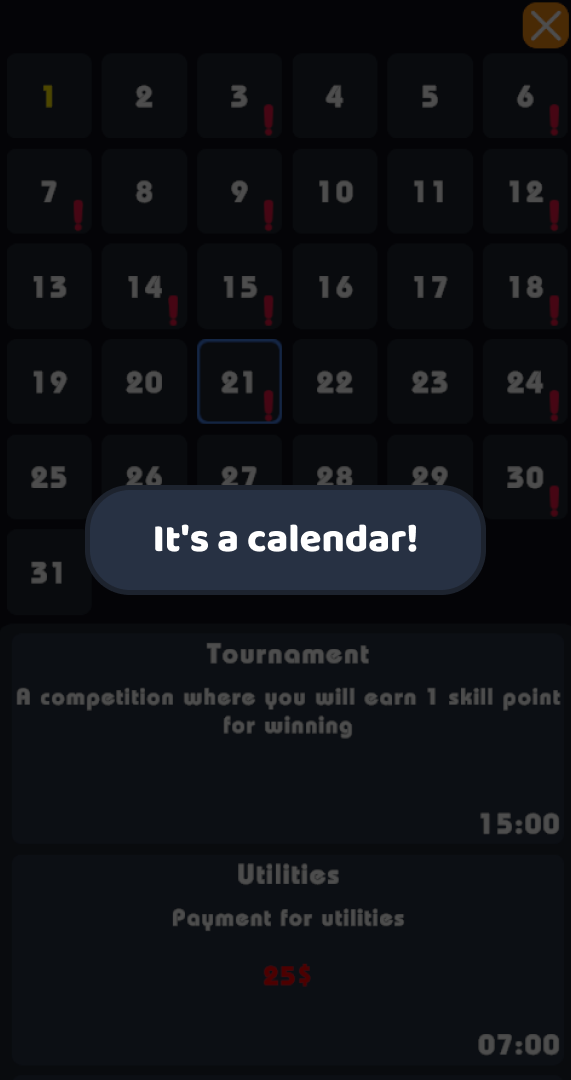 1 2 3 ! 4 5 6 !
7 ! 8 9 ! 10 11 12 !
13 14 ! 15 ! 16 17 18 !
19 20 21 ! 22 23 24 !
25 26 27 28 29 30 !
It's a calendar!
31
Tournament
A competition where you will earn 1 skill point
for winning
15:00
Utilities
Payment for utilities
25$
07:00